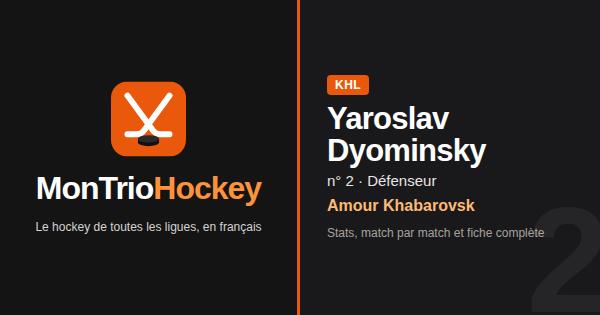 MonTrioHockey
Le hockey de toutes les ligues, en français
KHL
Yaroslav
Dyominsky
n° 2 · Défenseur
Amour Khabarovsk
Stats, match par match et fiche complète
2